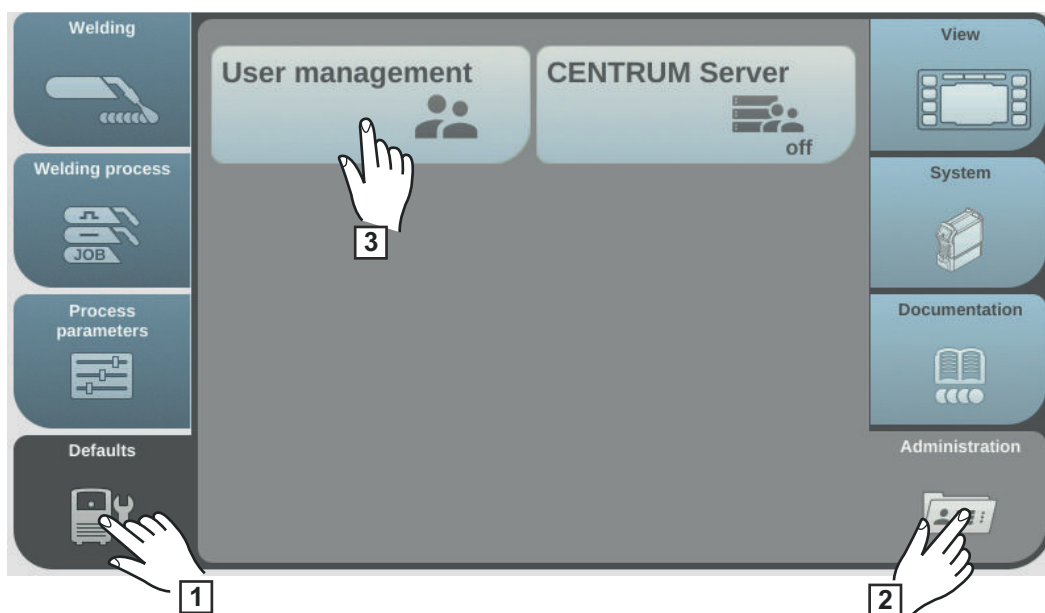 Welding
Welding process
JOB
Process
parameters
Defaults
1
User management
3
CENTRUM Server
off
View
System
Documentation
Administration
2